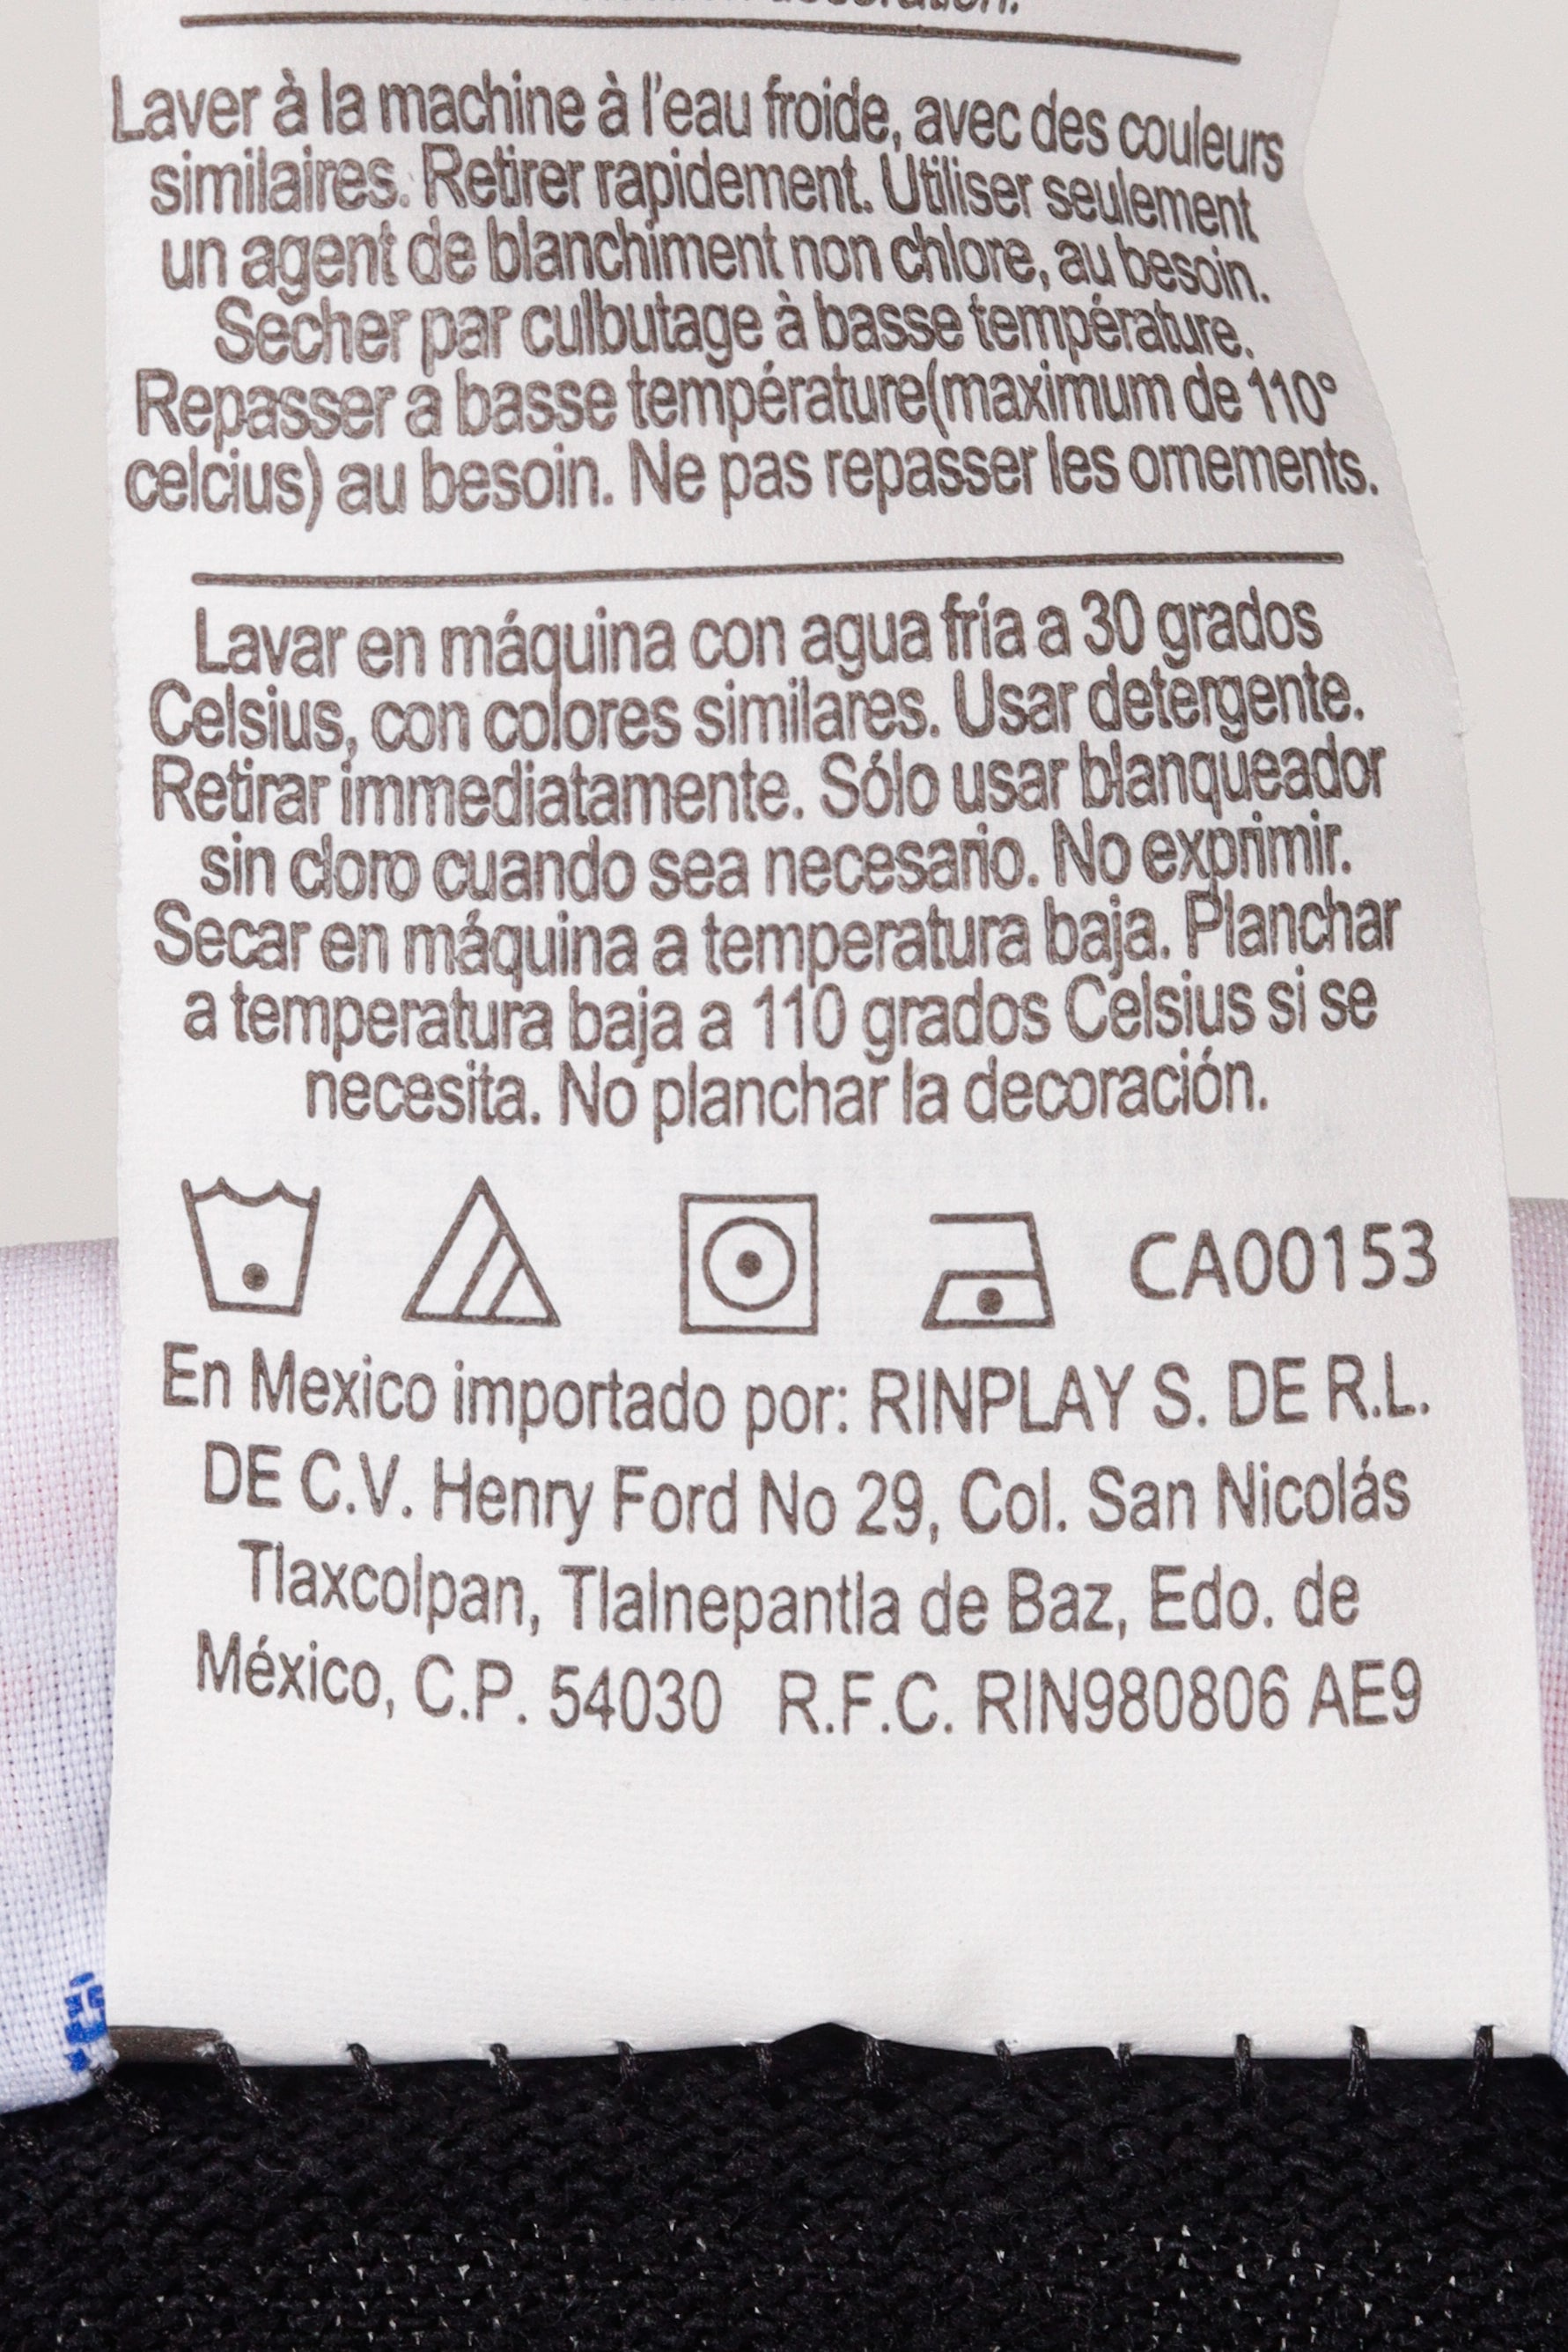 Laver à la machine à l'eau froide, avec des couleurs
similaires. Retirer rapidement. Utiliser seulement
un agent de blanchiment non chlore, au besoin.
Secher par culbutage à basse température.
Repasser a basse température(maximum de 110°
celcius) au besoin. Ne pas repasser les ornements.
Lavar en máquina con agua fría a 30 grados
Celsius, con colores similares. Usar detergente.
Retirar immediatamente. Sólo usar blanqueador
sin cloro cuando sea necesario. No exprimir.
Secar en máquina a temperatura baja. Planchar
a temperatura baja a 110 grados Celsius si se
necesita. No planchar la decoración.
CA00153
En Mexico importado por: RINPLAY S. DE R.L.
DE C.V. Henry Ford No 29, Col. San Nicolás
Tlaxcolpan, Tlalnepantla de Baz, Edo. de
México, C.P. 54030 R.F.C. RIN980806 AE9